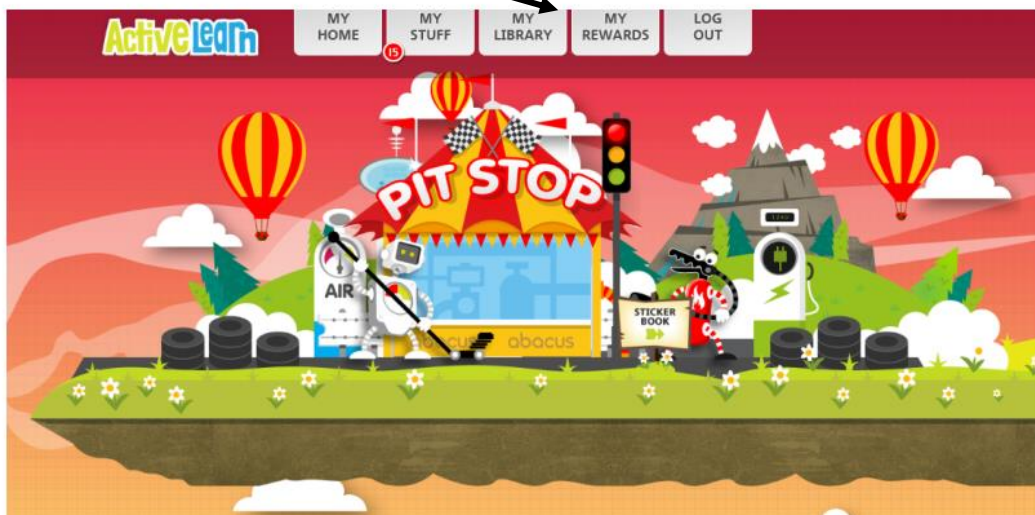 ActiveLearn
MY
HOME
MY
STUFF
15
MY
LIBRARY
MY
REWARDS
LOG
OUT
PIT STOP
AIR
STICKER
BOOK
abacus abacus